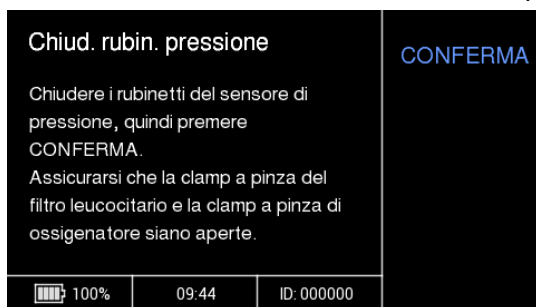 Chiud. rubin. pressione
CONFERMA
Chiudere i rubinetti del sensore di
pressione, quindi premere
CONFERMA.
Assicurarsi che la clamp a pinza del
filtro leucocitario e la clamp a pinza di
ossigenatore siano aperte.
100%
09:44
ID: 000000